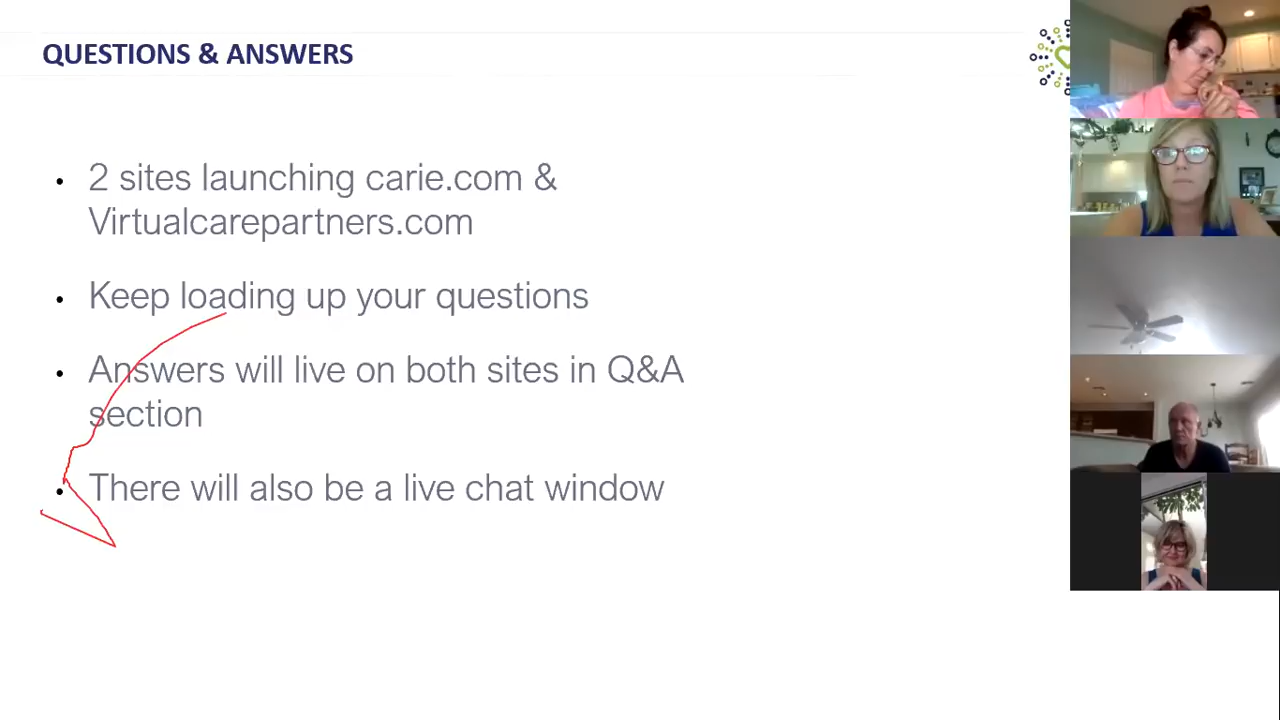 QUESTIONS & ANSWERS
• 2 sites launching carie.com &
Virtualcarepartners.com
• Keep loading up your questions
• Answers will live on both sites in Q&A
section
• There will also be a live chat window